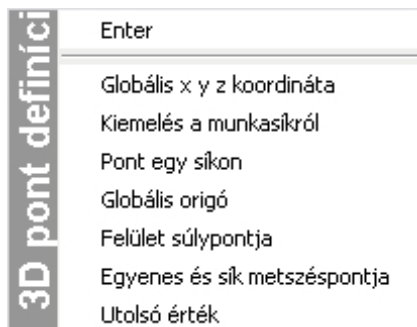 3D pont definíci
Enter
Globális x y z koordináta
Kiemelés a munkasíkról
Pont egy síkon
Globális origó
Felület súlypontja
Egyenes és sík metszéspontja
Utolsó érték